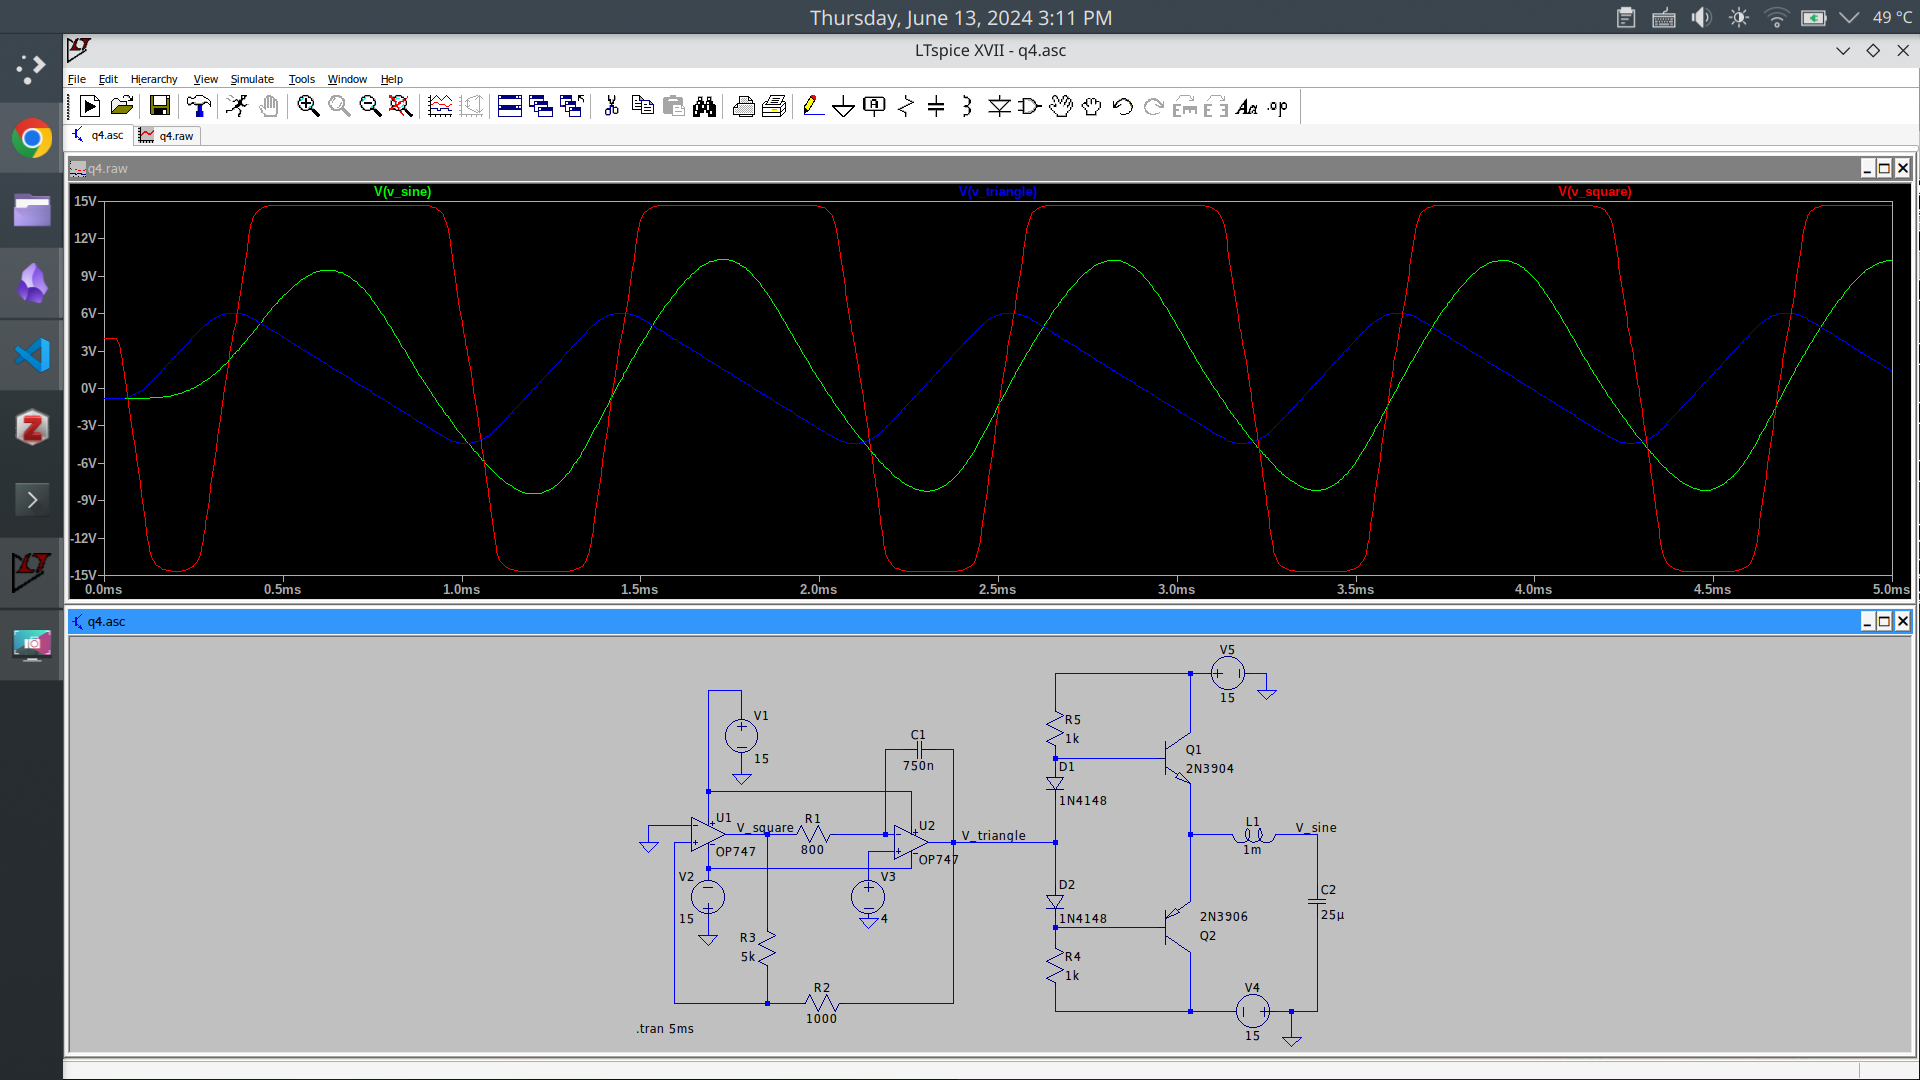 Thursday, June 13, 2024 3:11 PM
49 °C
LTspice XVII - q4.asc
File Edit Hierarchy View Simulate Tools Window Help
q4.asc q4.raw
q4.raw
V(v_sine) V(v_triangle) V(v_square)
15V
12V
9V
6V
3V
0V
-3V
-6V
-9V
-12V
-15V
0.0ms 0.5ms 1.0ms 1.5ms 2.0ms 2.5ms 3.0ms 3.5ms 4.0ms 4.5ms 5.0ms
q4.asc
V5
15
V1
15
C1
750n
R5
1k
Q1
2N3904
D1
1N4148
U1
V_square
R1
800
U2
V_triangle
OP747
OP747
L1
1m
V_sine
V2
15
V3
4
D2
1N4148
2N3906
Q2
C2
25µ
R3
5k
R4
1k
R2
1000
V4
15
.tran 5ms